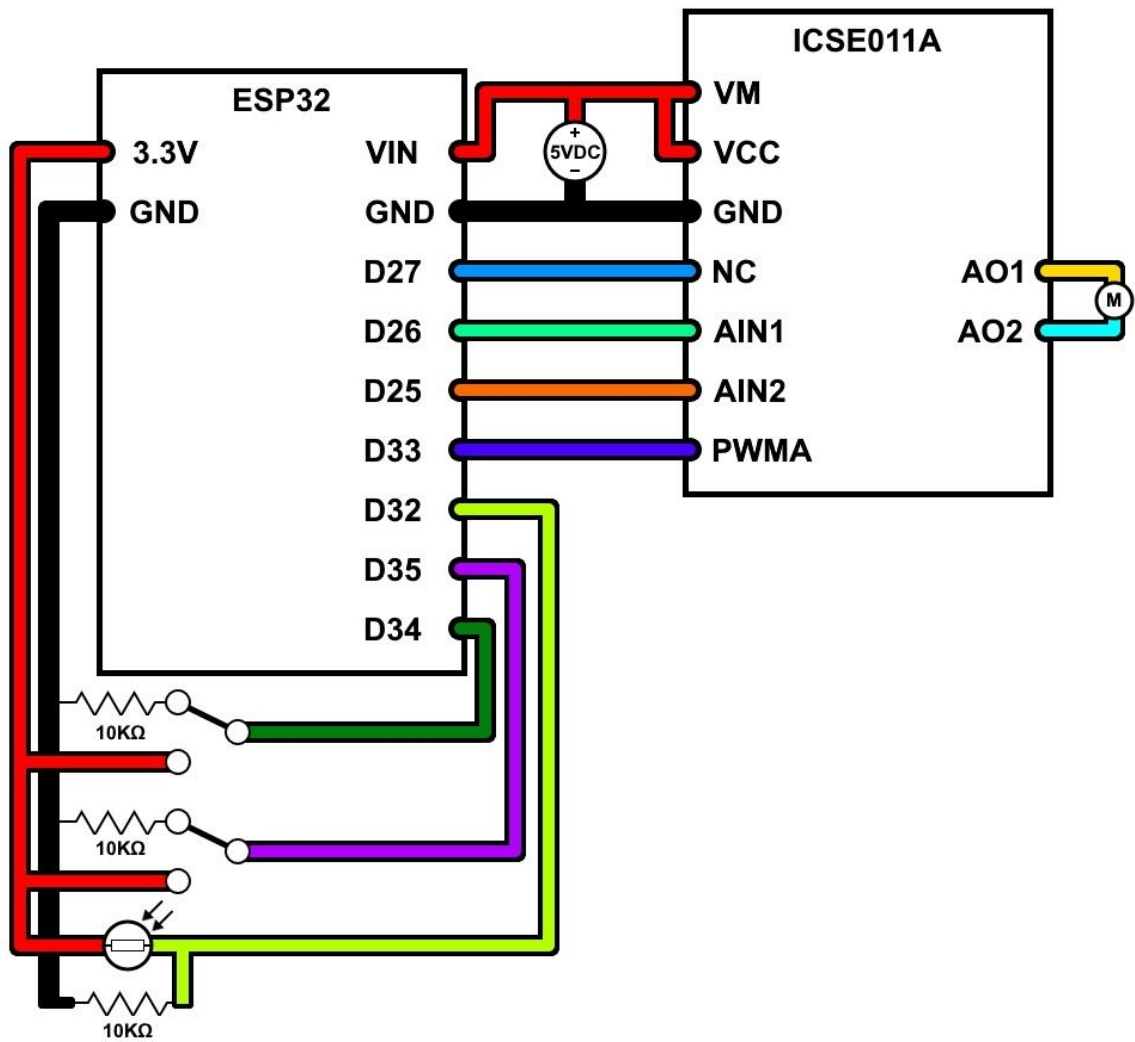 ICSE011A
ESP32
VM
3.3V
VIN
+
5VDC
−
VCC
GND
GND
GND
D27
NC
AO1
M
D26
AIN1
AO2
D25
AIN2
D33
PWMA
D32
D35
D34
10KΩ
10KΩ
10KΩ